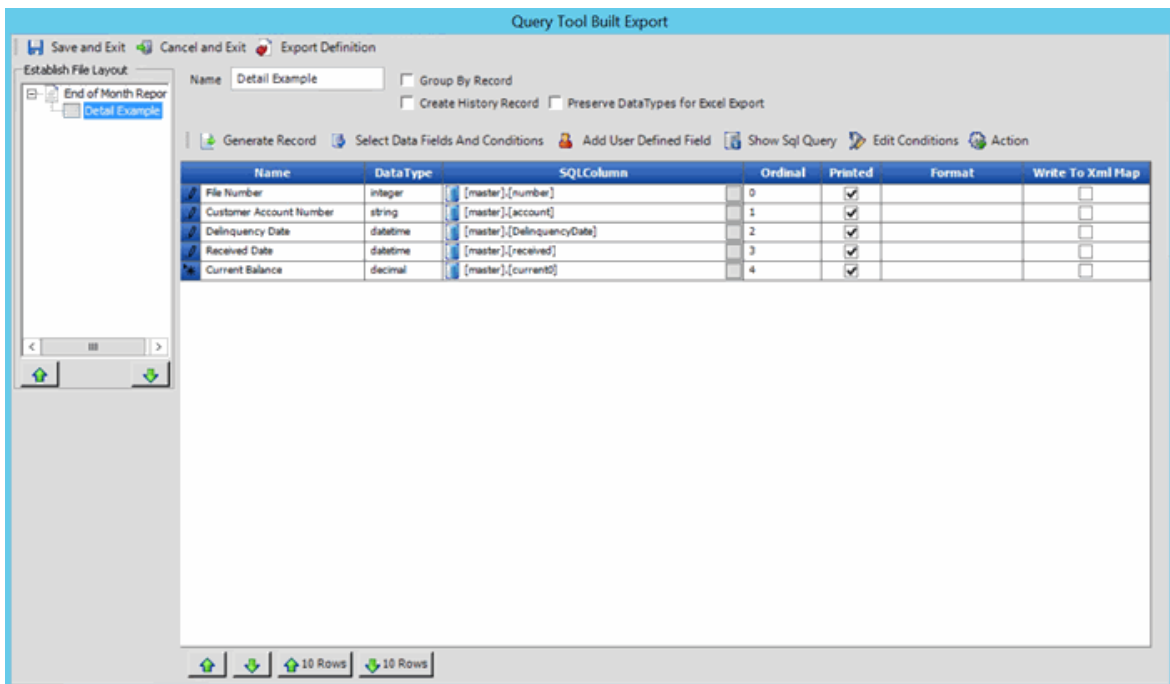 Query Tool Built Export
Save and Exit Cancel and Exit Export Definition
Establish File Layout
End of Month Repor
Detail Example
Name Detail Example Group By Record
Create History Record Preserve DataTypes for Excel Export
Generate Record Select Data Fields And Conditions Add User Defined Field Show Sql Query Edit Conditions Action
Name DataType SQLColumn Ordinal Printed Format Write To Xml Map
File Number integer [master].[number] 0
Customer Account Number string [master].[account] 1
Delinquency Date datetime [master].[DelinquencyDate] 2
Received Date datetime [master].[received] 3
Current Balance decimal [master].[current0] 4
10 Rows 10 Rows